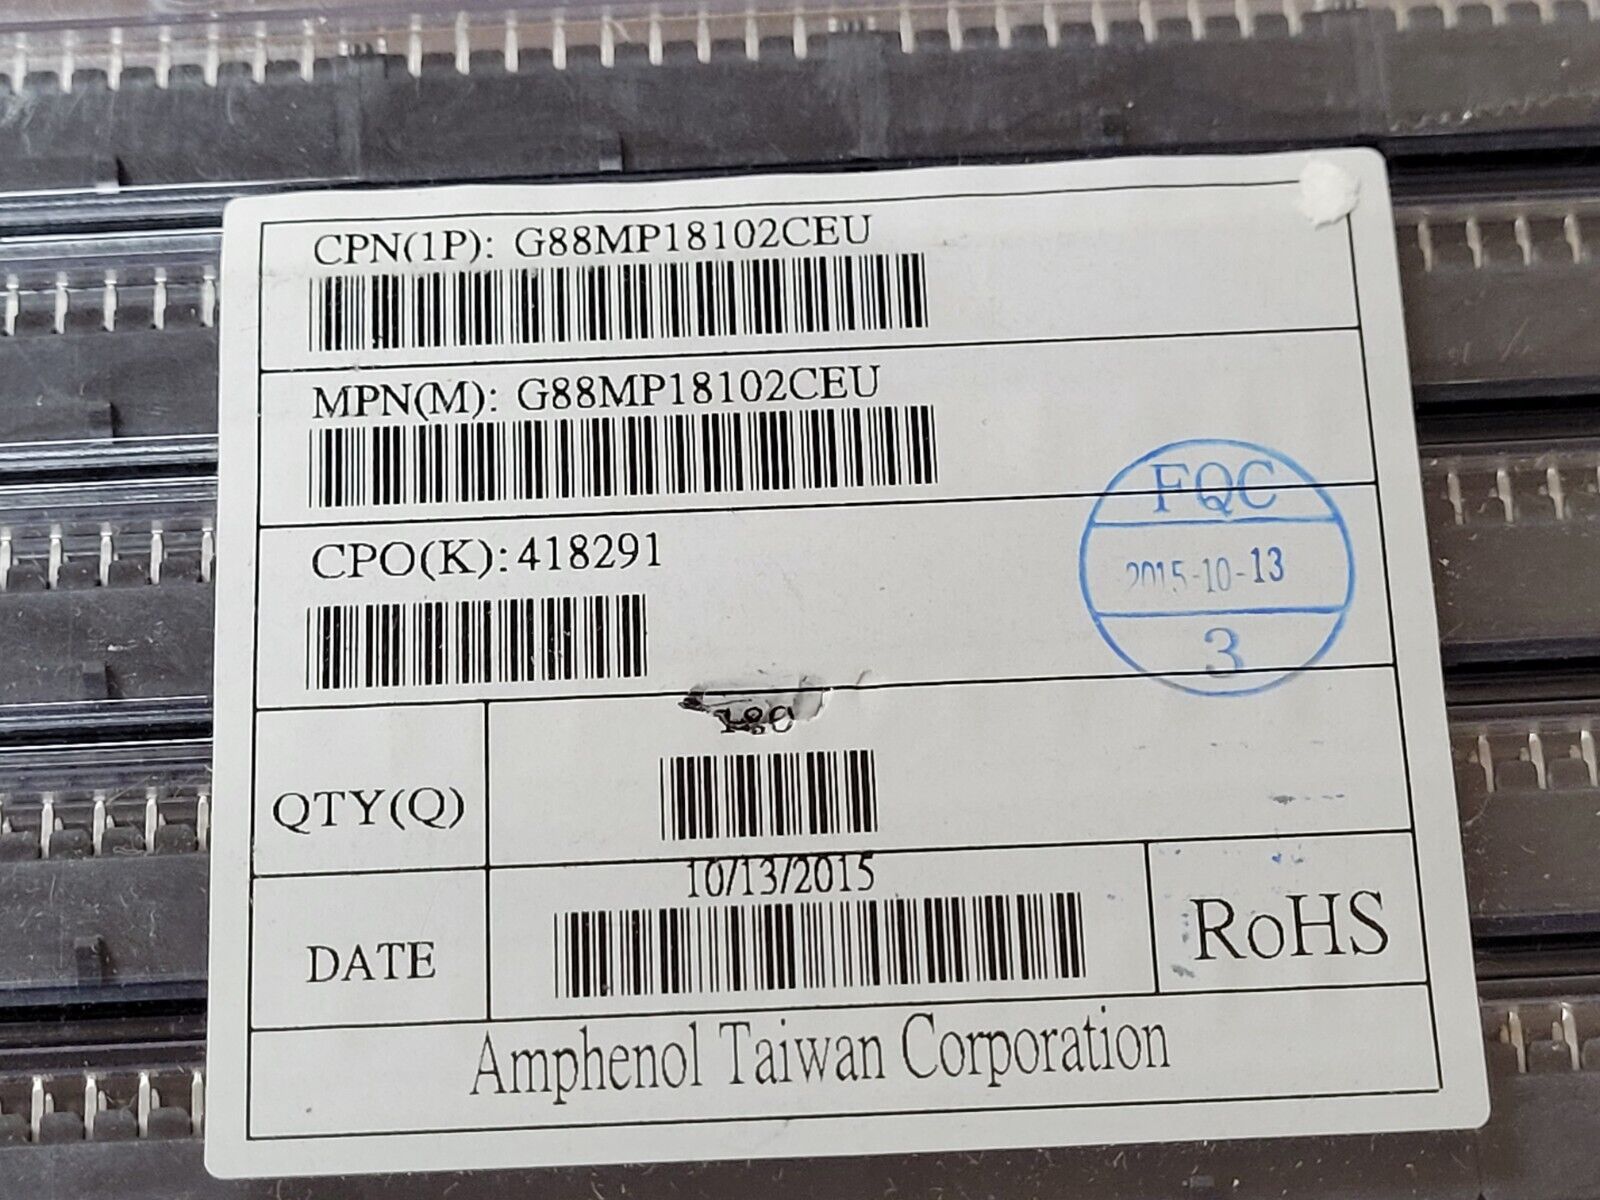 CPN(1P): G88MP18102CEU
MPN(M): G88MP18102CEU
FQC
CPO(K):418291
2015-10-13
3
QTY(Q)
10/13/2015
DATE
RoHS
Amphenol Taiwan Corporation